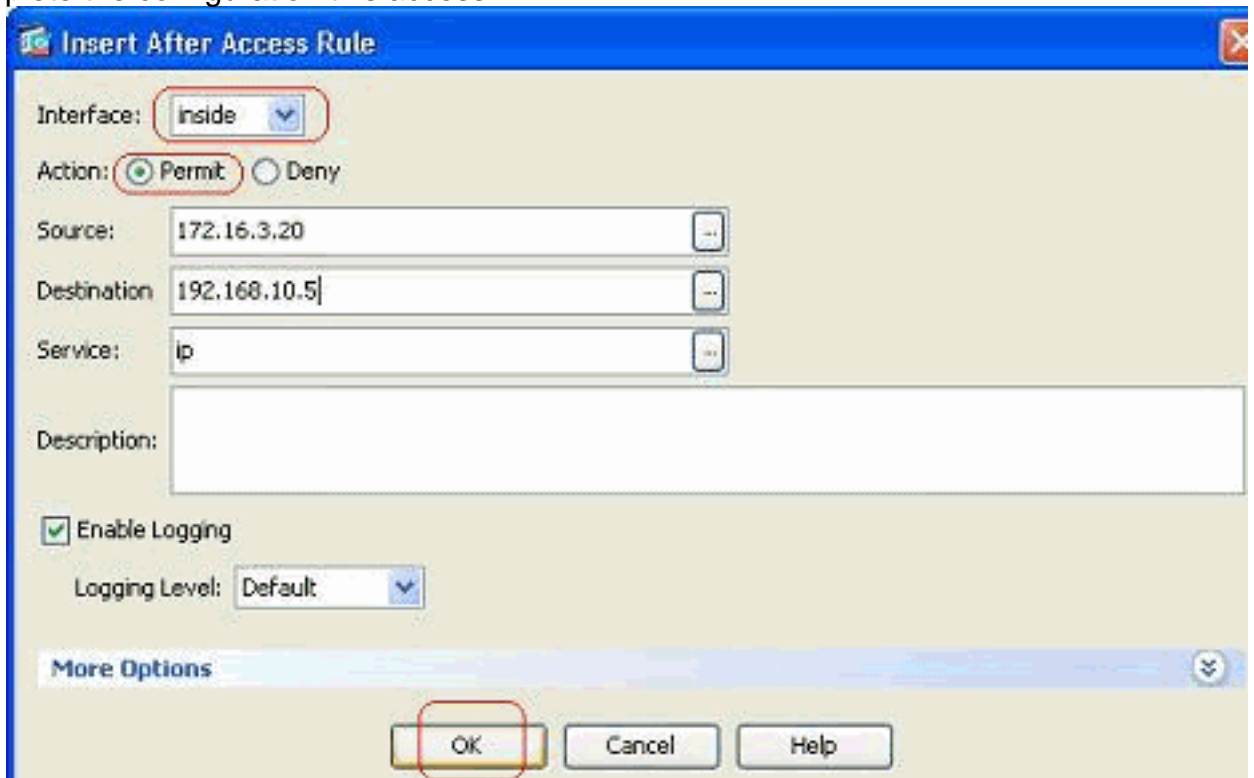 Insert After Access Rule
Interface: inside
Action: Permit Deny
Source: 172.16.3.20 ...
Destination 192.168.10.5 ...
Service: ip ...
Description:
Enable Logging
Logging Level: Default
More Options
OK Cancel Help